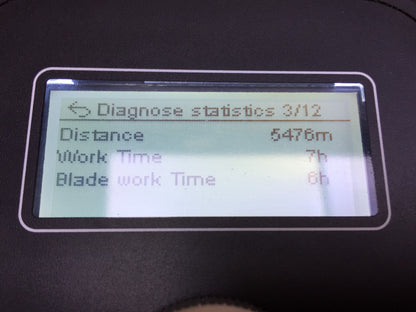 Diagnose statistics 3/12
Distance 5476m
Work Time 7h
Blade work Time 6h